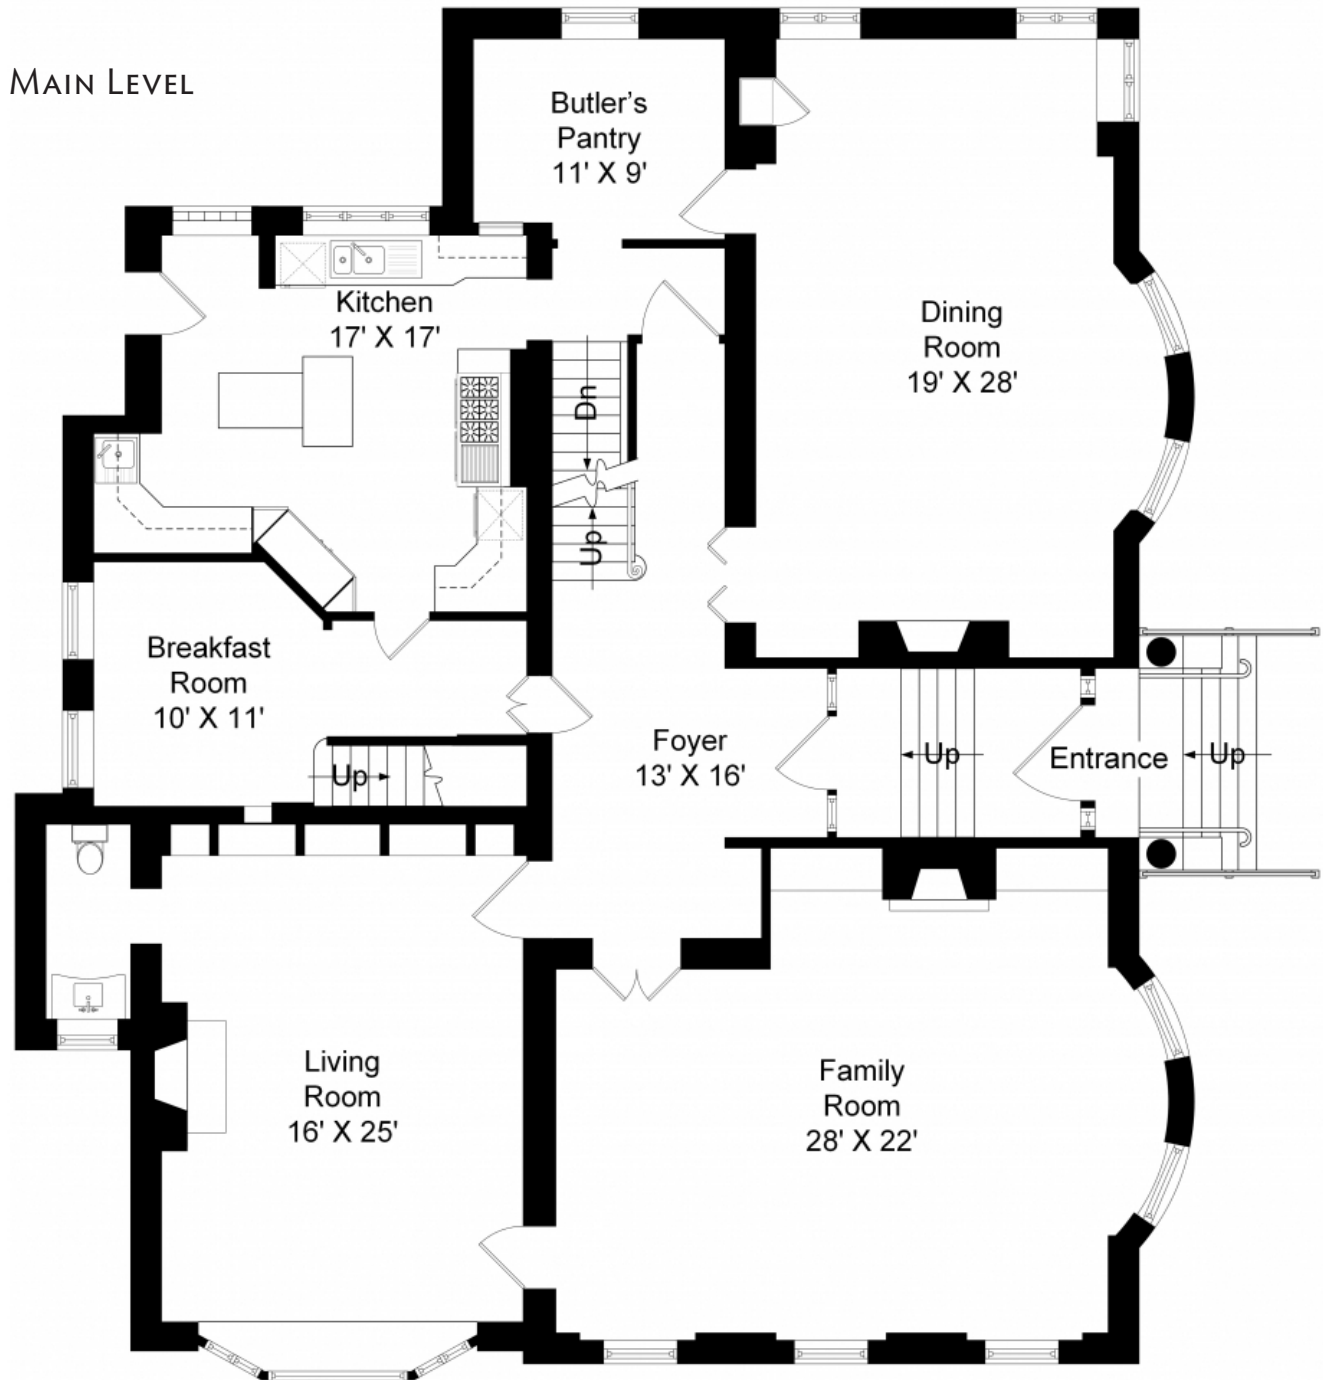 MAIN LEVEL
Butler's
Pantry
11' X 9'
Kitchen
17' X 17'
Dining
Room
19' X 28'
Dn
Up
Breakfast
Room
10' X 11'
Foyer
13' X 16'
Up
Entrance
Up
Up
Living
Room
16' X 25'
Family
Room
28' X 22'